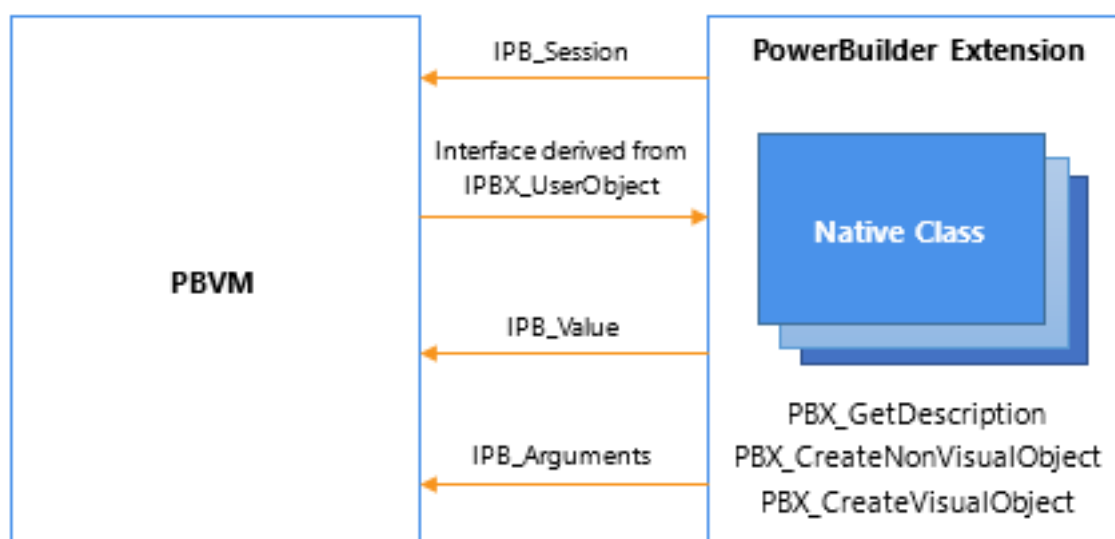 IPB_Session
PowerBuilder Extension
Interface derived from
IPBX_UserObject
Native Class
PBVM
IPB_Value
IPB_Arguments
PBX_GetDescription
PBX_CreateNonVisualObject
PBX_CreateVisualObject